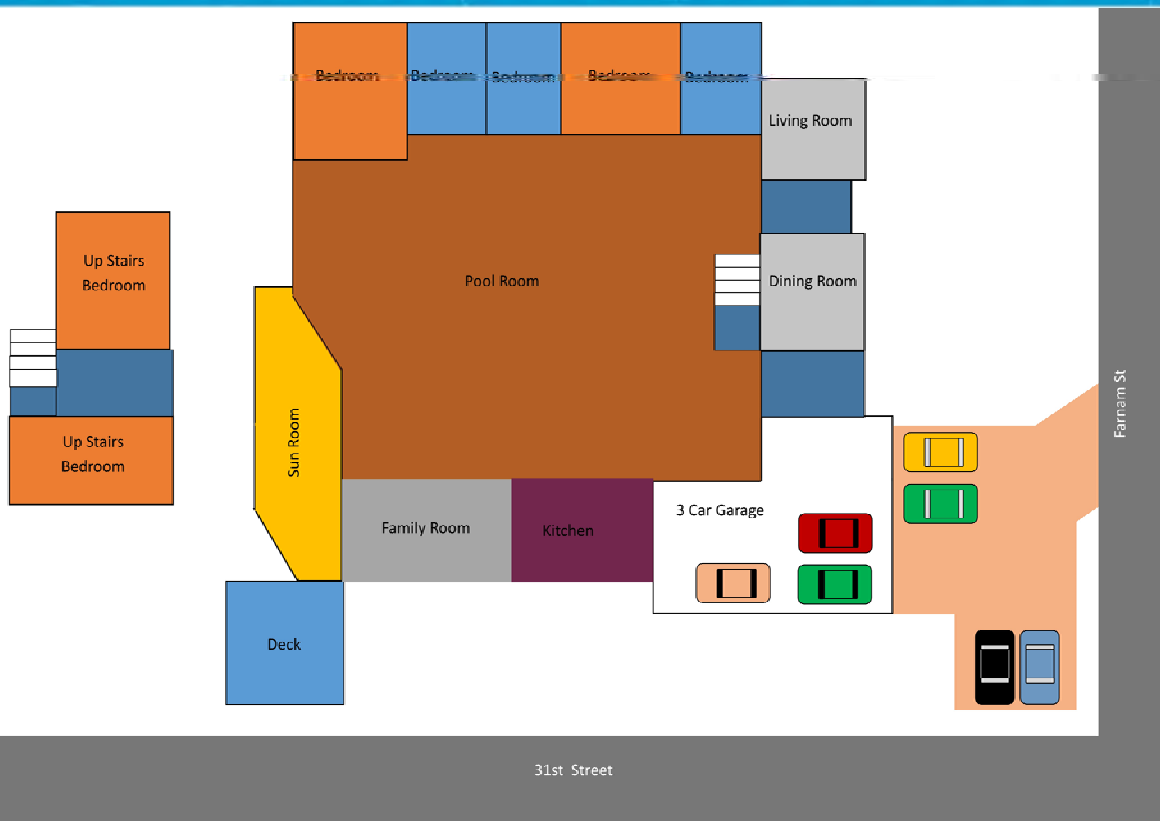 Bedroom
Bedroom
Bedroom
Bedroom
Bedroom
Living Room
Up Stairs
Bedroom
Pool Room
Dining Room
Farnam St
Sun Room
Up Stairs
Bedroom
3 Car Garage
Family Room
Kitchen
Deck
31st Street